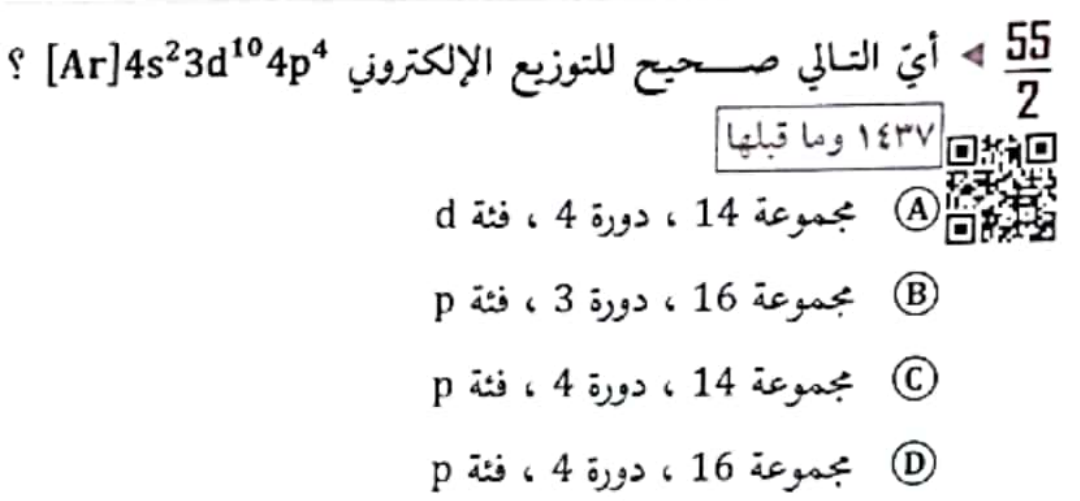 55/2 ◄ أيّ التالي صحيح للتوزيع الإلكتروني [Ar]4s²3d¹⁰4p⁴ ؟
١٤٣٧ وما قبلها
Ⓐ مجموعة 14 ، دورة 4 ، فئة d
Ⓑ مجموعة 16 ، دورة 3 ، فئة p
Ⓒ مجموعة 14 ، دورة 4 ، فئة p
Ⓓ مجموعة 16 ، دورة 4 ، فئة p